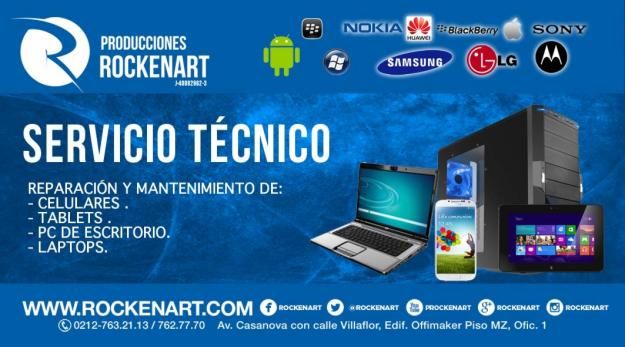 PRODUCCIONES
ROCKENART
J-40082862-3
NOKIA
HUAWEI
BlackBerry
SONY
SAMSUNG
LG
SERVICIO TÉCNICO
REPARACIÓN Y MANTENIMIENTO DE:
- CELULARES .
- TABLETS .
- PC DE ESCRITORIO.
- LAPTOPS.
WWW.ROCKENART.COM ROCKENART @ROCKENART PROCKENART ROCKENART ROCKENART
0212-763.21.13 / 762.77.70 Av. Casanova con calle Villaflor, Edif. Offimaker Piso MZ, Ofic. 1